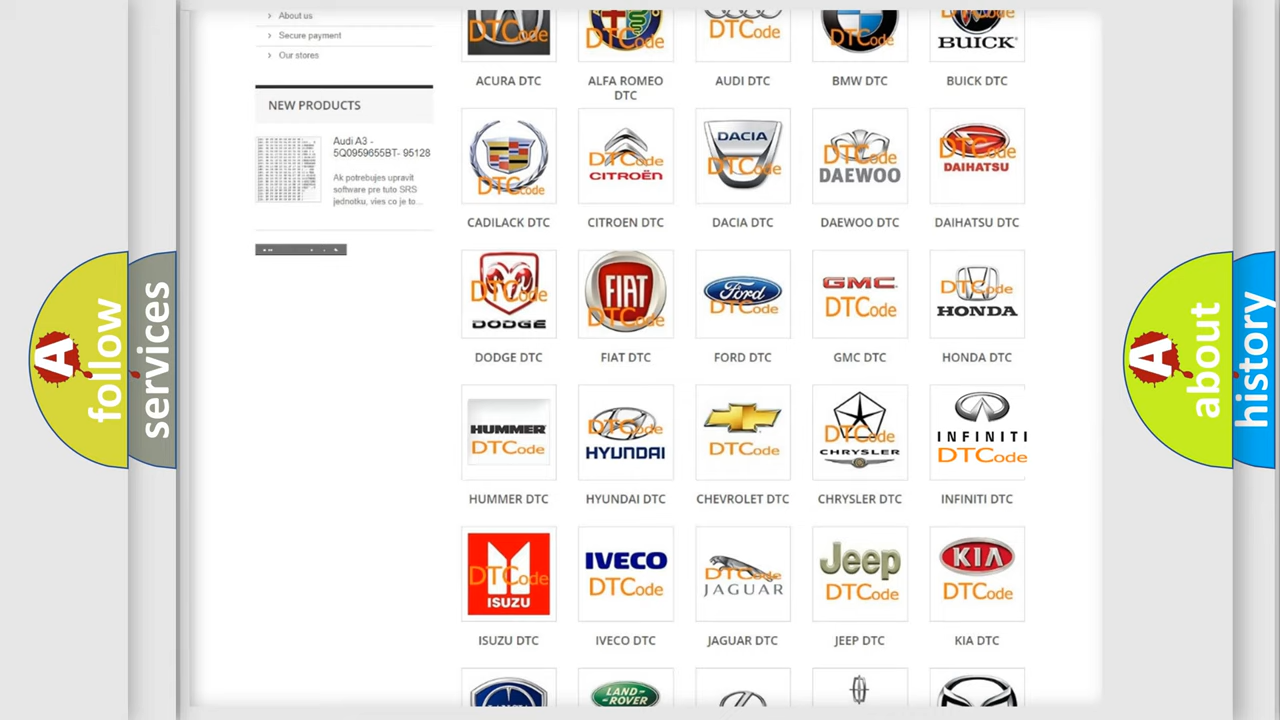 About us
Secure payment
Our stores
NEW PRODUCTS
Audi A3 -
5Q0959655BT- 95128
Ak potrebujes upravit
software pre tuto SRS
jednotku, vies co je to...
DTCode
DTCode
DTCode
DTCode
BUICK
ACURA DTC
ALFA ROMEO
DTC
AUDI DTC
BMW DTC
BUICK DTC
DTCode
DTCode
CITROËN
DACIA
DTCode
DTCode
DAEWOO
DTCode
DAIHATSU
CADILACK DTC
CITROEN DTC
DACIA DTC
DAEWOO DTC
DAIHATSU DTC
DTCode
DODGE
FIAT
DTCode
Ford
DTCode
GMC
DTCode
DTCode
HONDA
DODGE DTC
FIAT DTC
FORD DTC
GMC DTC
HONDA DTC
HUMMER
DTCode
DTCode
HYUNDAI
DTCode
DTCode
CHRYSLER
INFINITI
DTCode
HUMMER DTC
HYUNDAI DTC
CHEVROLET DTC
CHRYSLER DTC
INFINITI DTC
DTCode
ISUZU
IVECO
DTCode
DTCode
JAGUAR
Jeep
DTCode
KIA
DTCode
ISUZU DTC
IVECO DTC
JAGUAR DTC
JEEP DTC
KIA DTC
LAND-
ROVER
A follow
services
A about
history